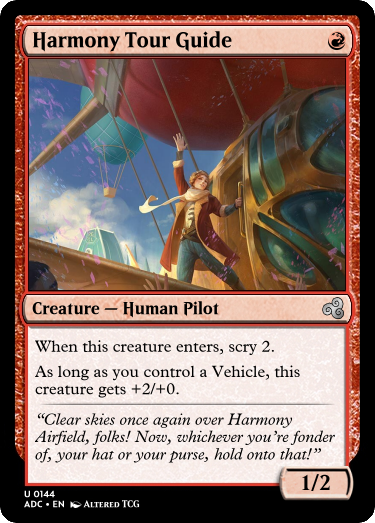 Harmony Tour Guide
Creature — Human Pilot
When this creature enters, scry 2.
As long as you control a Vehicle, this
creature gets +2/+0.
“Clear skies once again over Harmony
Airfield, folks! Now, whichever you’re fonder
of, your hat or your purse, hold onto that!”
1/2
U 0144
ADC • EN Altered TCG